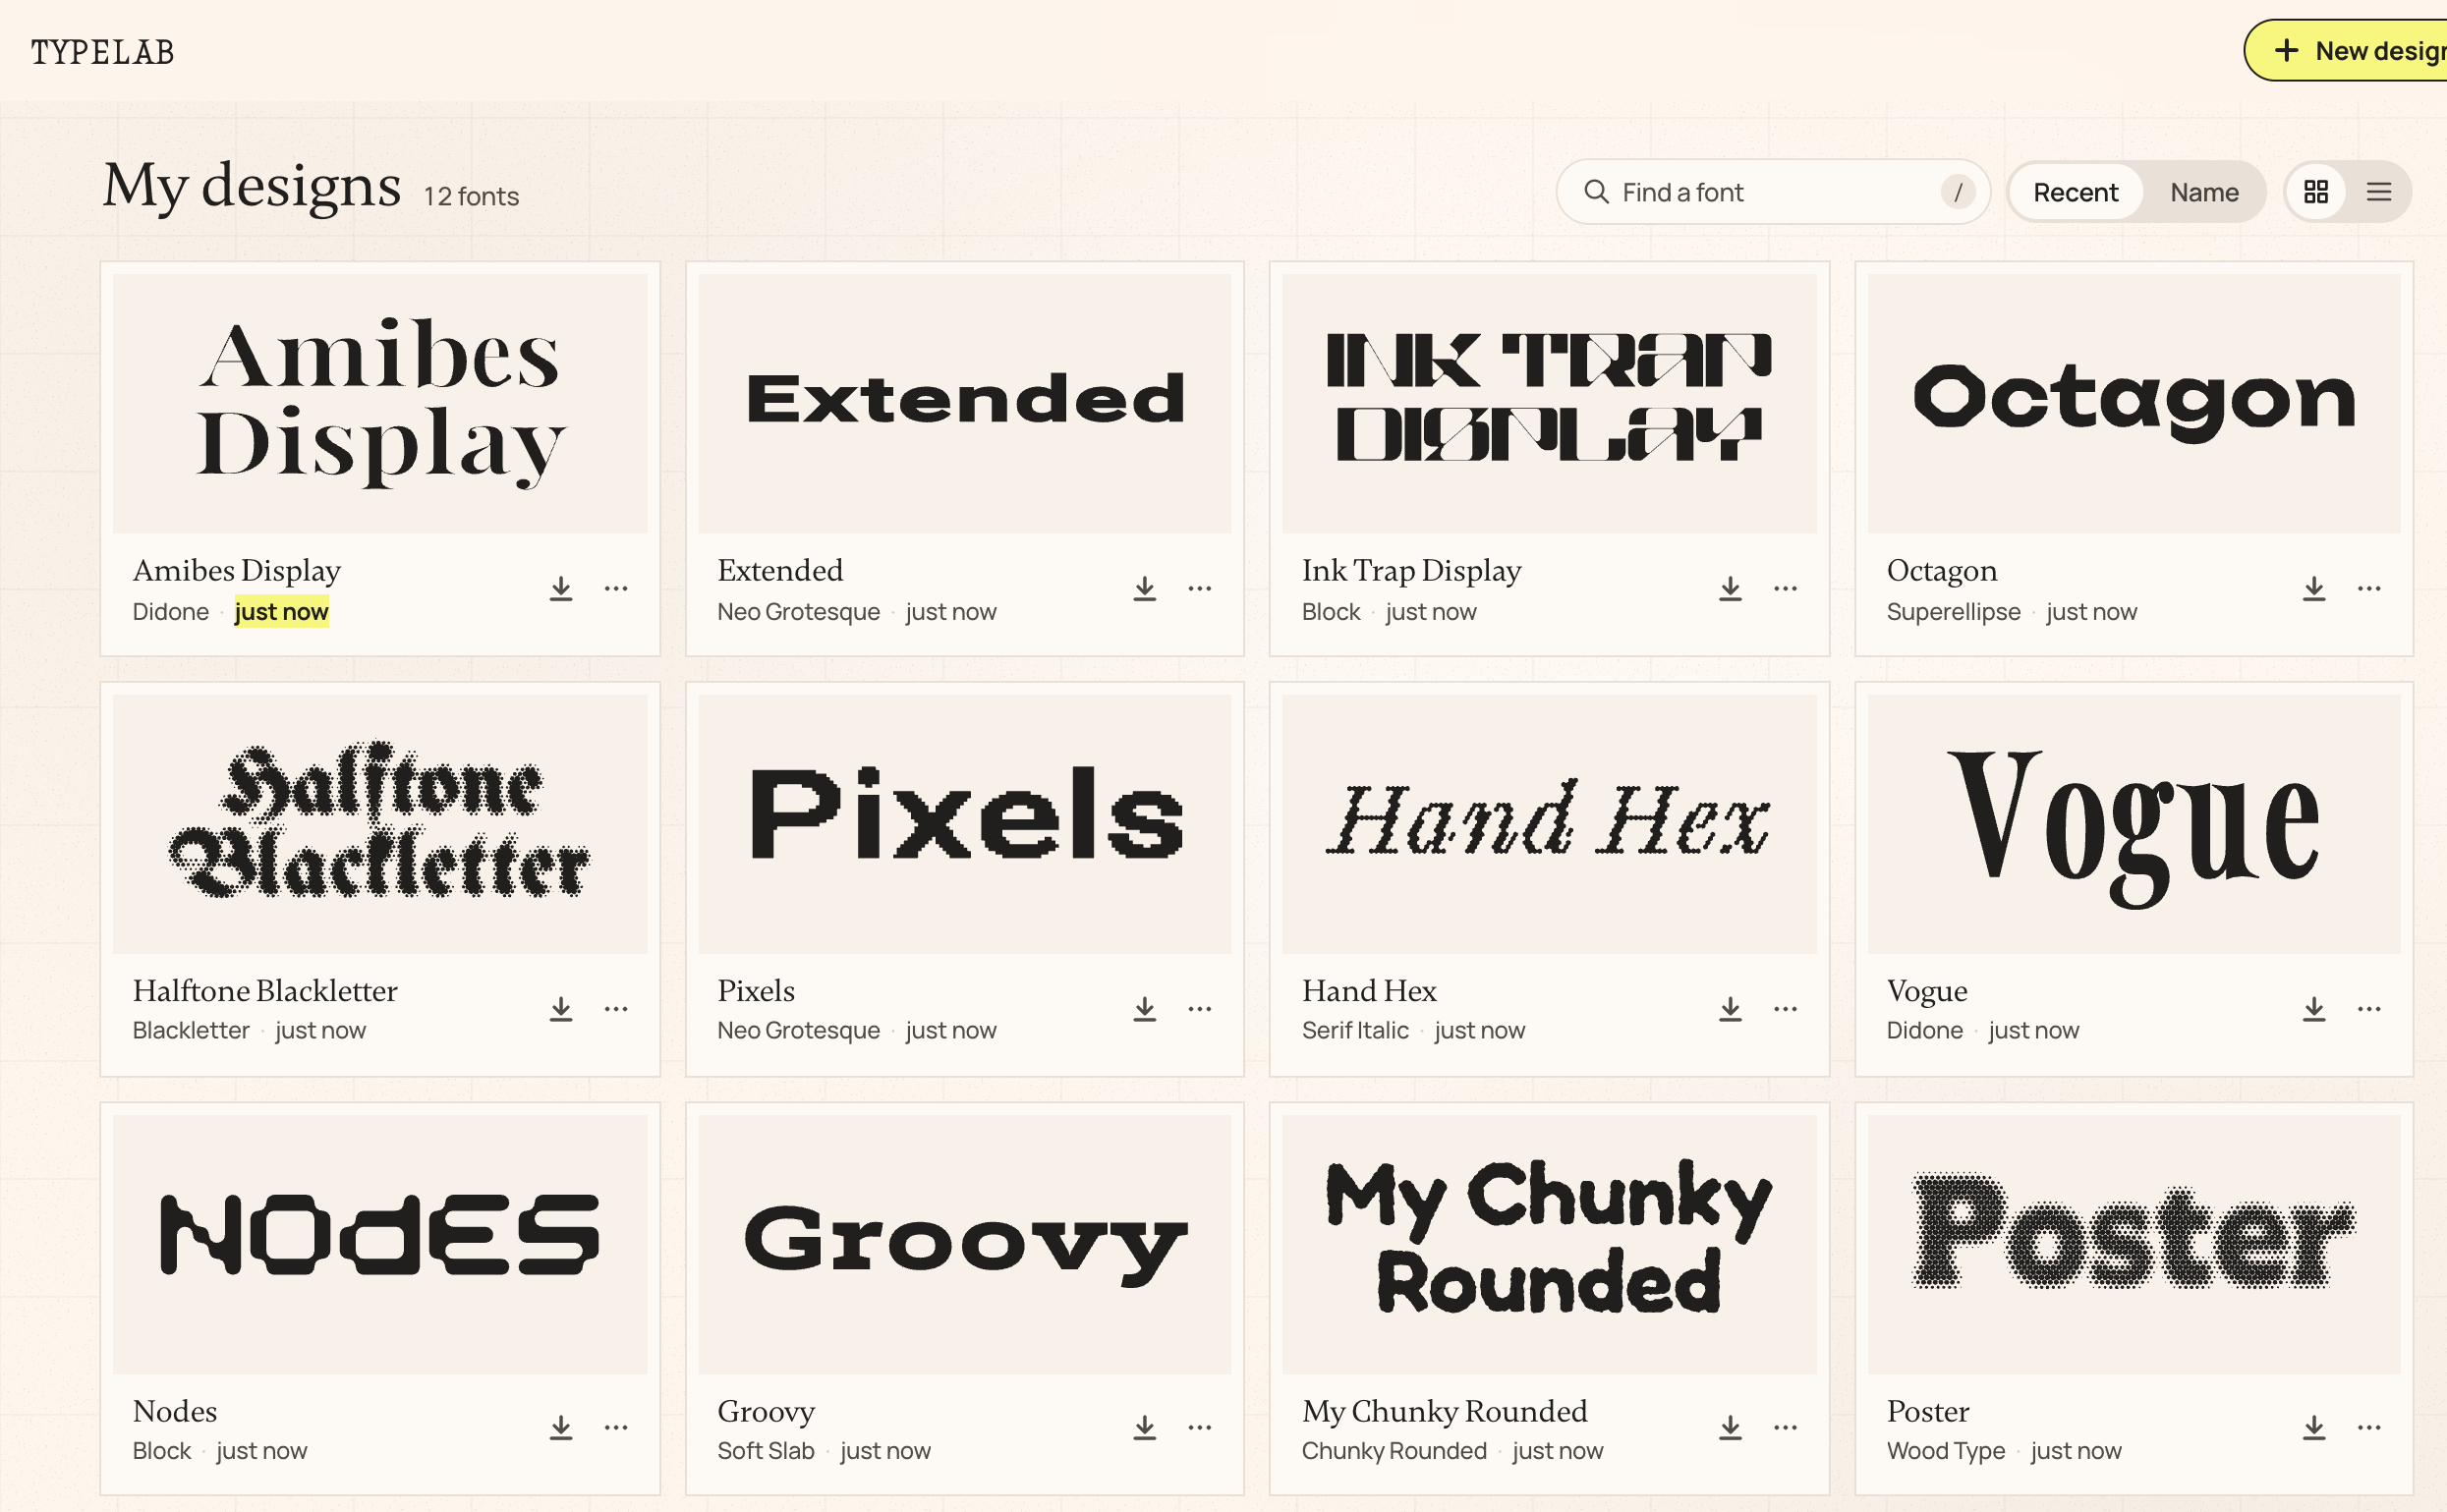 TYPELAB
+ New design
My designs 12 fonts
Find a font /
Recent Name
Amibes
Display
Amibes Display
Didone · just now
Extended
Extended
Neo Grotesque · just now
INK TRAP
DISPLAY
Ink Trap Display
Block · just now
Octagon
Octagon
Superellipse · just now
Halftone
Blackletter
Halftone Blackletter
Blackletter · just now
Pixels
Pixels
Neo Grotesque · just now
Hand Hex
Hand Hex
Serif Italic · just now
Vogue
Vogue
Didone · just now
NOdES
Nodes
Block · just now
Groovy
Groovy
Soft Slab · just now
My Chunky
Rounded
My Chunky Rounded
Chunky Rounded · just now
Poster
Poster
Wood Type · just now